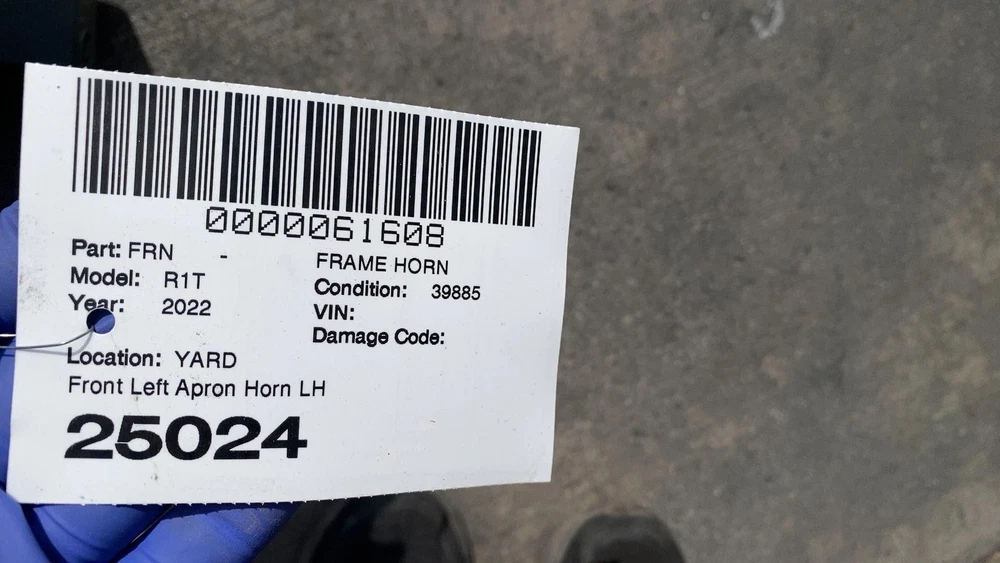 0000061608
Part: FRN - FRAME HORN
Model: R1T Condition: 39885
Year: 2022 VIN:
Damage Code:
Location: YARD
Front Left Apron Horn LH
25024